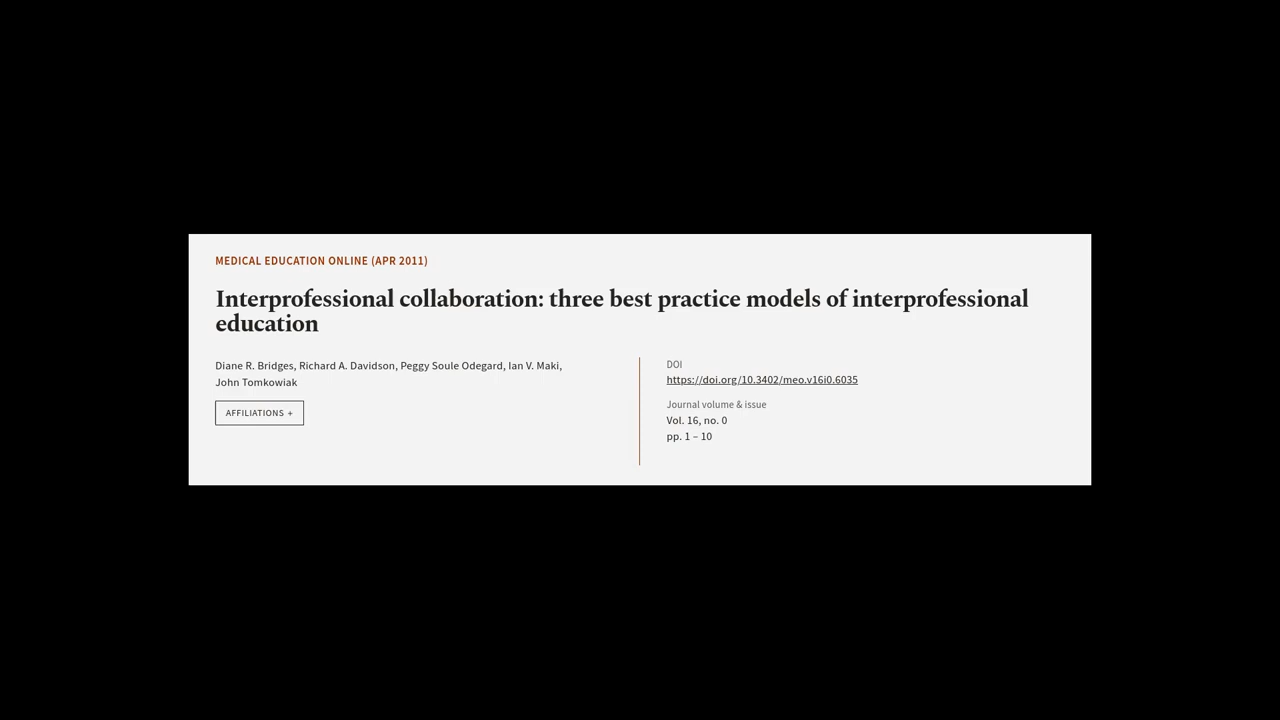 MEDICAL EDUCATION ONLINE (APR 2011)
Interprofessional collaboration: three best practice models of interprofessional
education
Diane R. Bridges, Richard A. Davidson, Peggy Soule Odegard, Ian V. Maki,
John Tomkowiak
AFFILIATIONS +
DOI
https://doi.org/10.3402/meo.v16i0.6035
Journal volume & issue
Vol. 16, no. 0
pp. 1 – 10